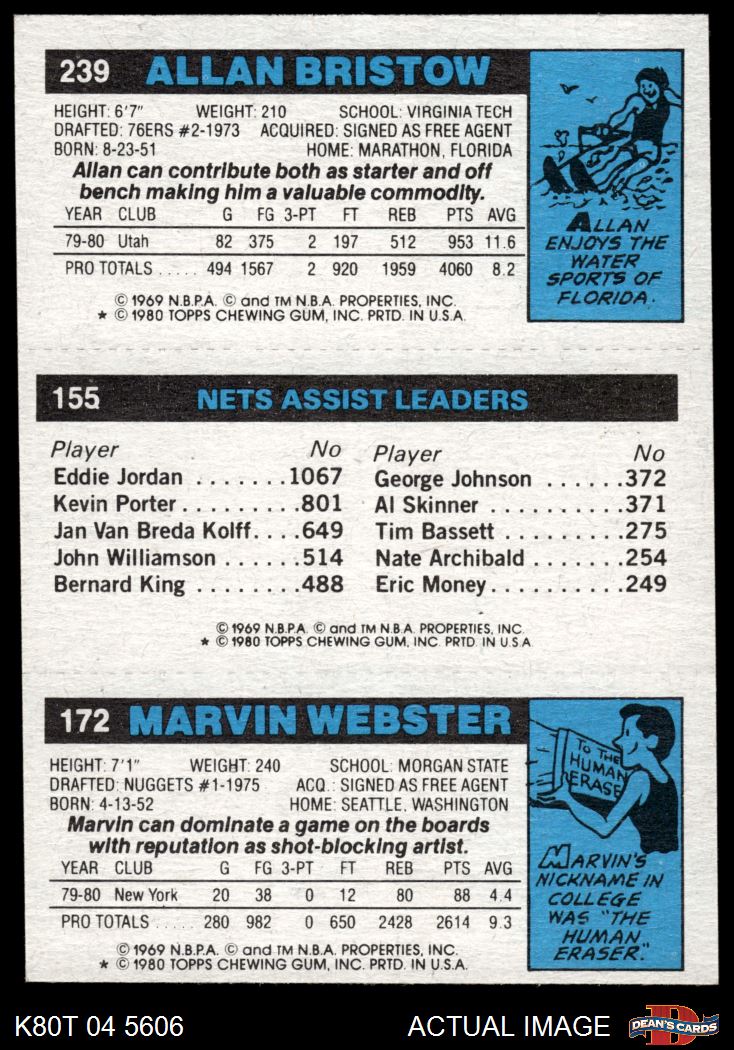 239 ALLAN BRISTOW
HEIGHT: 6'7" WEIGHT: 210 SCHOOL: VIRGINIA TECH
DRAFTED: 76ERS #2-1973 ACQUIRED: SIGNED AS FREE AGENT
BORN: 8-23-51 HOME: MARATHON, FLORIDA
Allan can contribute both as starter and off
bench making him a valuable commodity.
YEAR CLUB G FG 3-PT FT REB PTS AVG
79-80 Utah 82 375 2 197 512 953 11.6
PRO TOTALS ..... 494 1567 2 920 1959 4060 8.2
© 1969 N.B.P.A. © and TM N.B.A. PROPERTIES, INC.
* © 1980 TOPPS CHEWING GUM, INC. PRTD. IN U.S.A.
ALLAN
ENJOYS THE
WATER
SPORTS OF
FLORIDA.
155 NETS ASSIST LEADERS
Player No
Eddie Jordan .......1067
Kevin Porter.........801
Jan Van Breda Kolff....649
John Williamson ......514
Bernard King ........488
Player No
George Johnson ......372
Al Skinner ..........371
Tim Bassett .........275
Nate Archibald .......254
Eric Money..........249
© 1969 N.B.P.A. © and TM N.B.A. PROPERTIES, INC.
* © 1980 TOPPS CHEWING GUM, INC. PRTD. IN U.S.A.
172 MARVIN WEBSTER
HEIGHT: 7'1" WEIGHT: 240 SCHOOL: MORGAN STATE
DRAFTED: NUGGETS #1-1975 ACQ.: SIGNED AS FREE AGENT
BORN: 4-13-52 HOME: SEATTLE, WASHINGTON
Marvin can dominate a game on the boards
with reputation as shot-blocking artist.
YEAR CLUB G FG 3-PT FT REB PTS AVG
79-80 New York 20 38 0 12 80 88 4.4
PRO TOTALS ..... 280 982 0 650 2428 2614 9.3
© 1969 N.B.P.A. © and TM N.B.A. PROPERTIES, INC.
* © 1980 TOPPS CHEWING GUM, INC. PRTD. IN U.S.A.
TO THE
HUMAN
ERASE
MARVIN'S
NICKNAME IN
COLLEGE
WAS "THE
HUMAN
ERASER."
K80T 04 5606 ACTUAL IMAGE DEAN'S CARDS